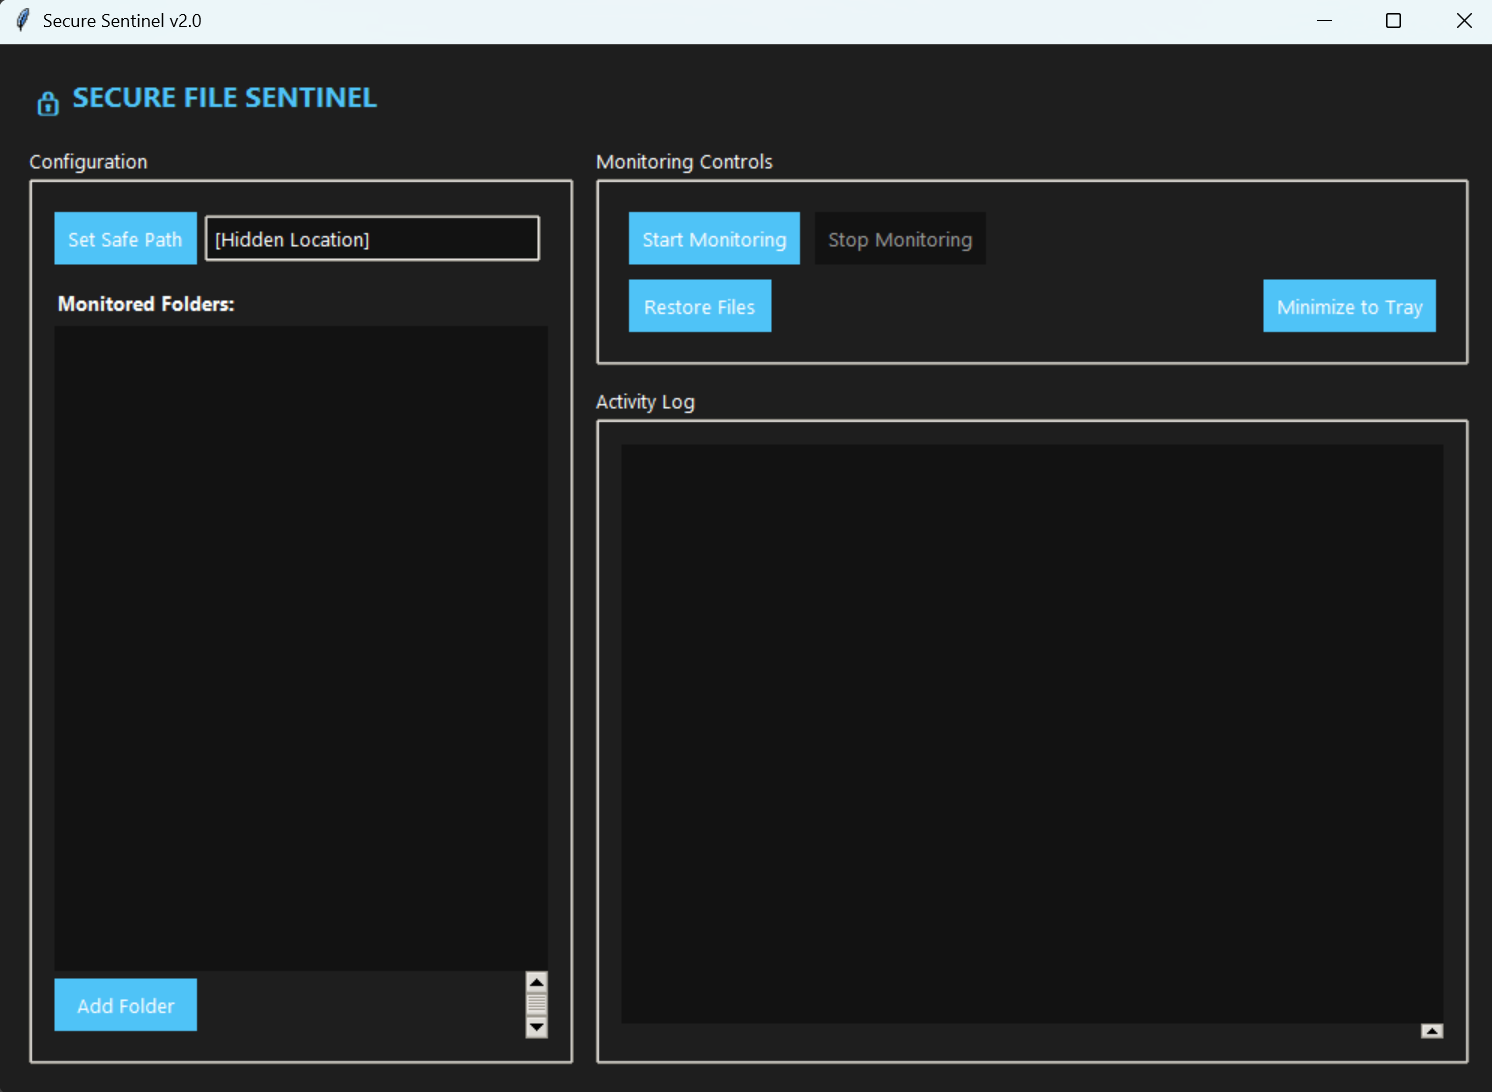 Secure Sentinel v2.0
SECURE FILE SENTINEL
Configuration
Set Safe Path [Hidden Location]
Monitored Folders:
Add Folder
Monitoring Controls
Start Monitoring Stop Monitoring
Restore Files Minimize to Tray
Activity Log